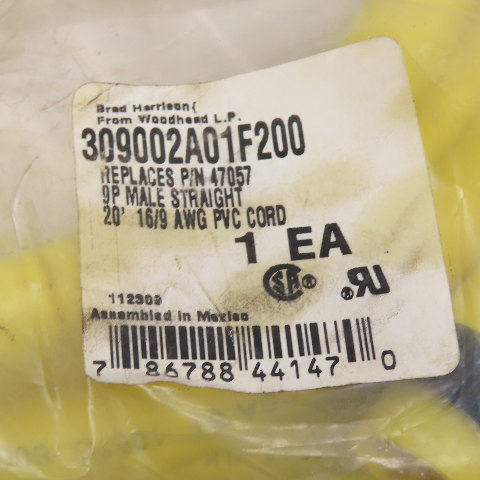 Brad Harrison(
From Woodhead L.P.
309002A01F200
REPLACES P/N 47057
9P MALE STRAIGHT
20' 16/9 AWG PVC CORD
1 EA
112309
Assembled in Mexico
7 86788 44147 0